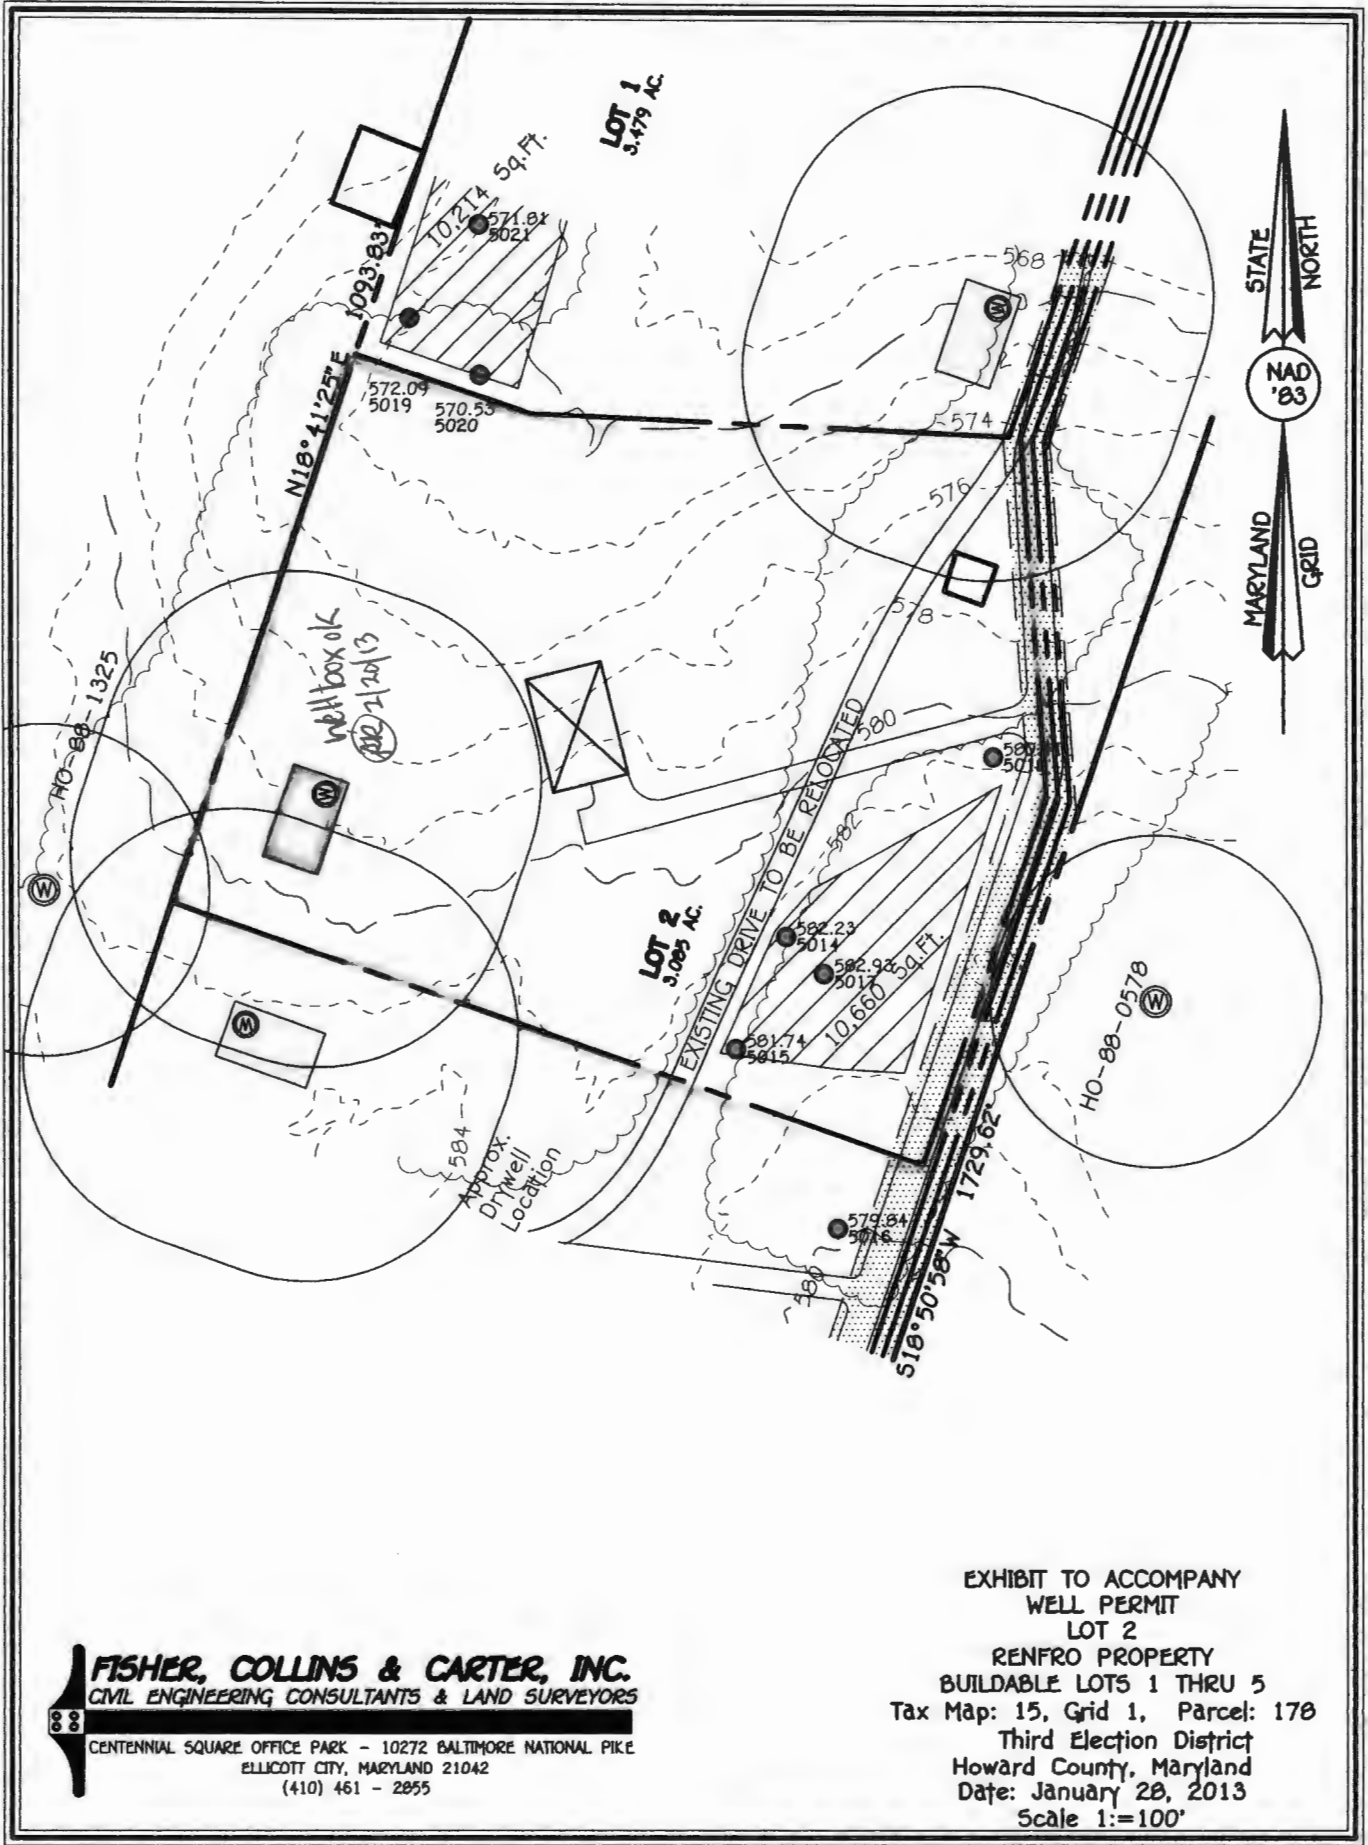 LOT 1
3.479 AC.
10,214 Sq.Ft.
571.81
5021
1093.83'
N18°41'25"E
572.09
5019
570.53
5020
568
574
576
578
580
582
STATE
NORTH
NAD
'83
MARYLAND
GRID
Well box ok
2/20/13
HO-88-1325
W
W
W
W
W
EXISTING DRIVE TO BE RELOCATED
LOT 2
3.085 AC.
582.23
5014
582.93
5017
10,660 Sq.Ft.
581.74
5015
HO-88-0578
584
Approx.
Drywell
Location
579.84
5016
580
1729.62'
S18°50'58"W
FISHER, COLLINS & CARTER, INC.
CIVIL ENGINEERING CONSULTANTS & LAND SURVEYORS
CENTENNIAL SQUARE OFFICE PARK - 10272 BALTIMORE NATIONAL PIKE
ELLICOTT CITY, MARYLAND 21042
(410) 461 - 2855
EXHIBIT TO ACCOMPANY
WELL PERMIT
LOT 2
RENFRO PROPERTY
BUILDABLE LOTS 1 THRU 5
Tax Map: 15, Grid 1, Parcel: 178
Third Election District
Howard County, Maryland
Date: January 28, 2013
Scale 1:=100'